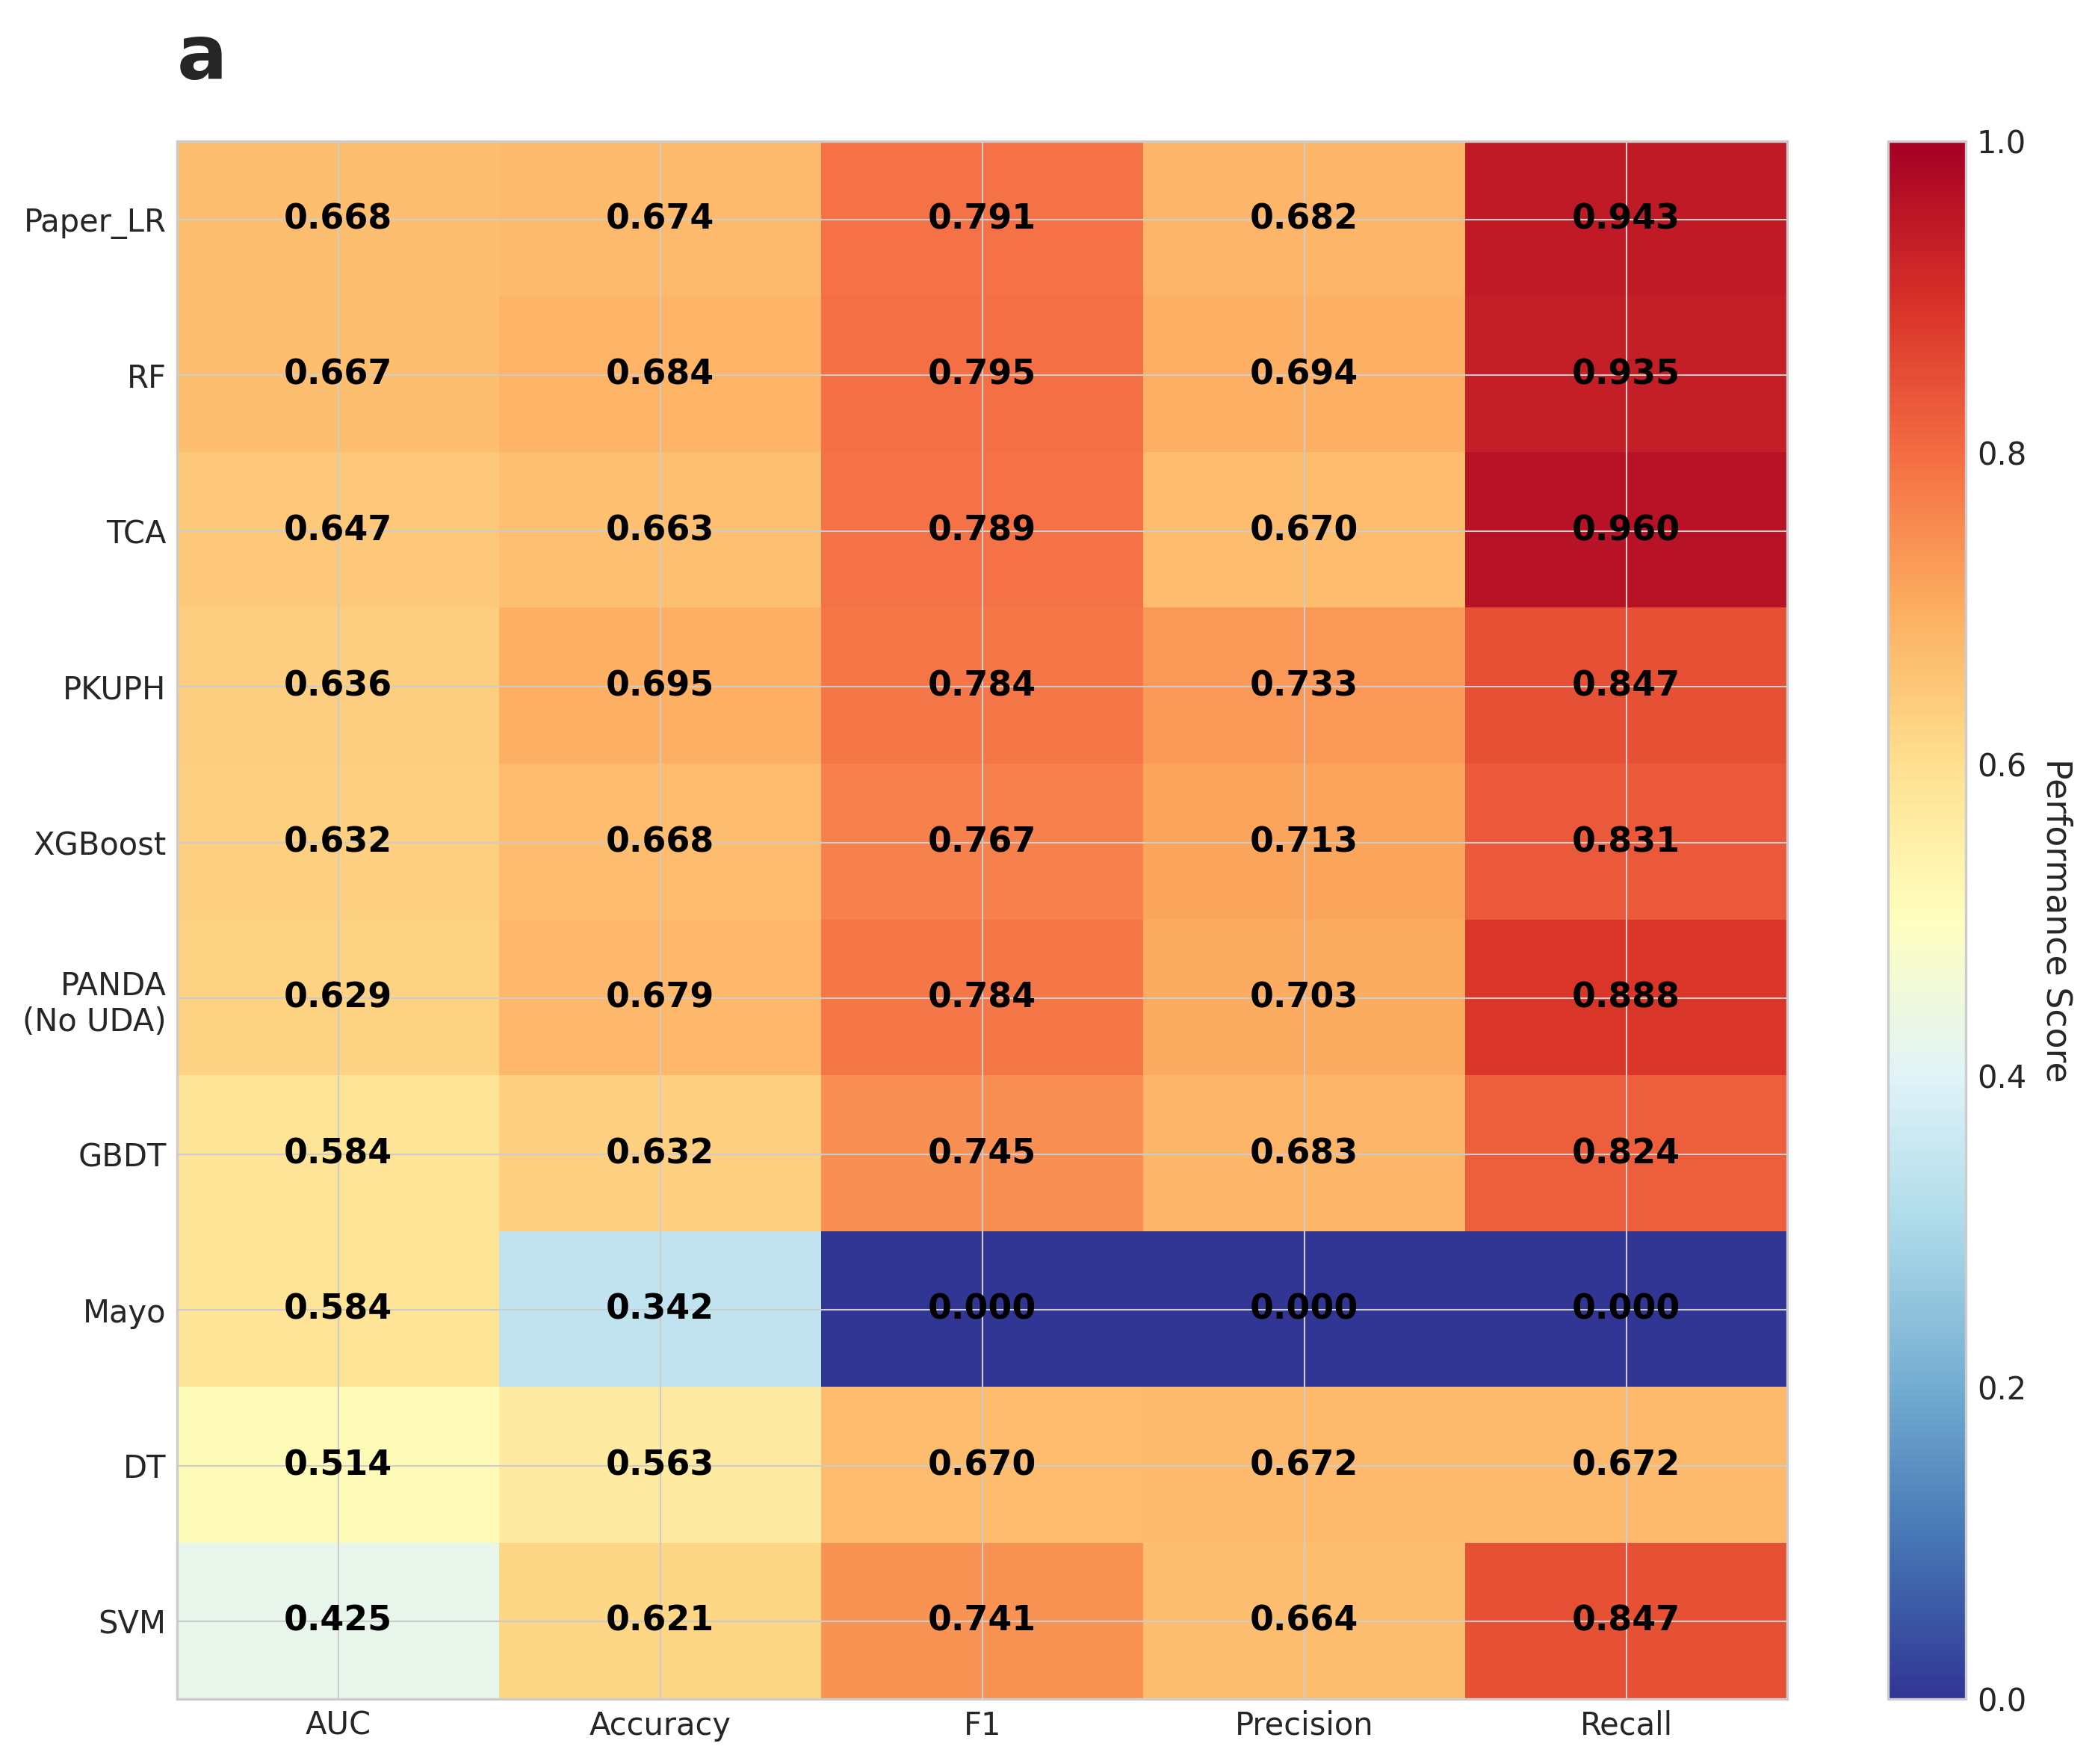 a
Paper_LR 0.668 0.674 0.791 0.682 0.943
RF 0.667 0.684 0.795 0.694 0.935
TCA 0.647 0.663 0.789 0.670 0.960
PKUPH 0.636 0.695 0.784 0.733 0.847
XGBoost 0.632 0.668 0.767 0.713 0.831
PANDA
(No UDA) 0.629 0.679 0.784 0.703 0.888
GBDT 0.584 0.632 0.745 0.683 0.824
Mayo 0.584 0.342 0.000 0.000 0.000
DT 0.514 0.563 0.670 0.672 0.672
SVM 0.425 0.621 0.741 0.664 0.847
AUC Accuracy F1 Precision Recall
1.0
0.8
0.6
0.4
0.2
0.0
Performance Score